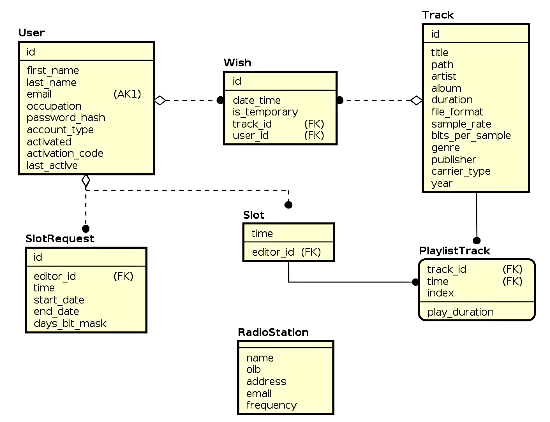 User
id
first_name
last_name
email (AK1)
occupation
password_hash
account_type
activated
activation_code
last_active
Wish
id
date_time
is_temporary
track_id (FK)
user_id (FK)
Track
id
title
path
artist
album
duration
file_format
sample_rate
bits_per_sample
genre
publisher
carrier_type
year
SlotRequest
id
editor_id (FK)
time
start_date
end_date
days_bit_mask
Slot
time
editor_id (FK)
PlaylistTrack
track_id (FK)
time (FK)
index
play_duration
RadioStation
name
oib
address
email
frequency